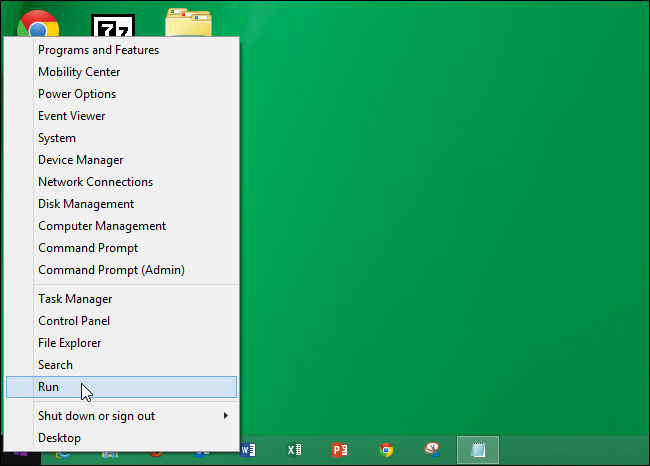 7z
Programs and Features
Mobility Center
Power Options
Event Viewer
System
Device Manager
Network Connections
Disk Management
Computer Management
Command Prompt
Command Prompt (Admin)
Task Manager
Control Panel
File Explorer
Search
Run
Shut down or sign out
Desktop